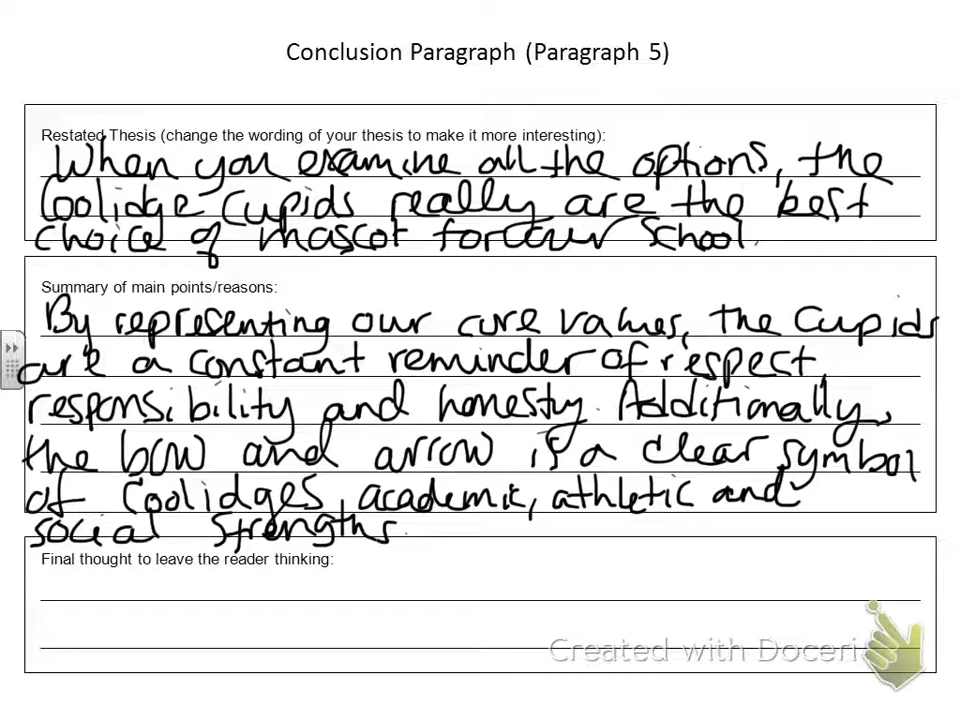 Conclusion Paragraph (Paragraph 5)
Restated Thesis (change the wording of your thesis to make it more interesting):
When you examine all the options, the
Coolidge Cupids really are the best
choice of mascot for our school.
Summary of main points/reasons:
By representing our core values, the Cupids
are a constant reminder of respect,
responsibility and honesty. Additionally,
the bow and arrow is a clear symbol
of Coolidges, academic, athletic and
social strengths.
Final thought to leave the reader thinking:
Created with Doceri